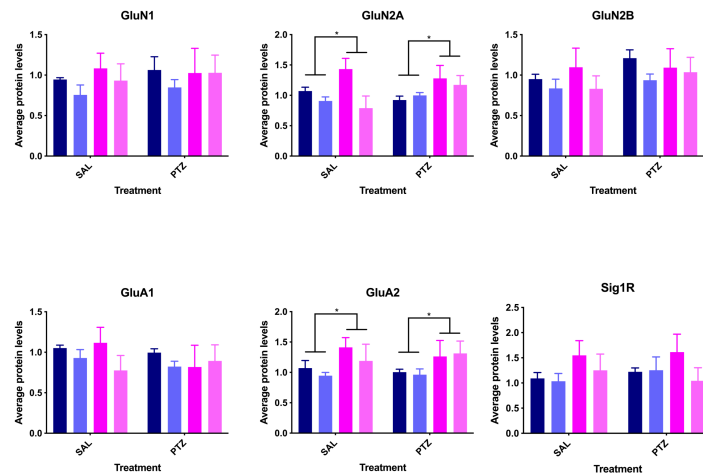 GluN1
Average protein levels
1.5
1.0
0.5
0.0
SAL
PTZ
Treatment
GluN2A
Average protein levels
2.0
1.5
1.0
0.5
0.0
*
*
SAL
PTZ
Treatment
GluN2B
Average protein levels
1.5
1.0
0.5
0.0
SAL
PTZ
Treatment
GluA1
Average protein levels
1.5
1.0
0.5
0.0
SAL
PTZ
Treatment
GluA2
Average protein levels
2.0
1.5
1.0
0.5
0.0
*
*
SAL
PTZ
Treatment
Sig1R
Average protein levels
2.5
2.0
1.5
1.0
0.5
0.0
SAL
PTZ
Treatment